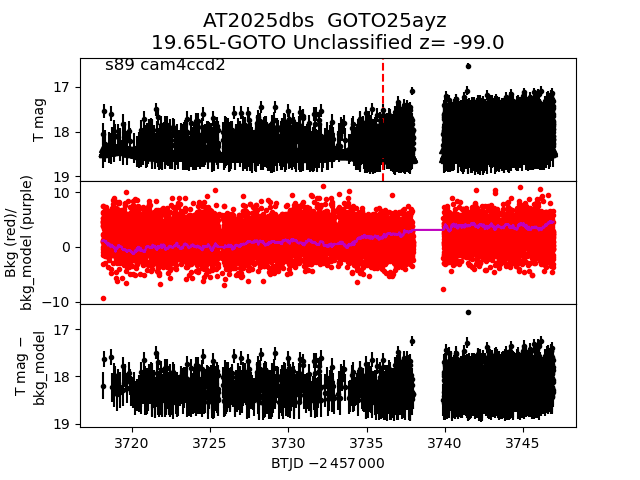 AT2025dbs  GOTO25ayz
19.65L-GOTO Unclassified z= -99.0
s89 cam4ccd2
T mag
17
18
19
Bkg (red)/
bkg_model (purple)
10
0
−10
T mag −
bkg_model
17
18
19
3720
3725
3730
3735
3740
3745
BTJD −2 457 000